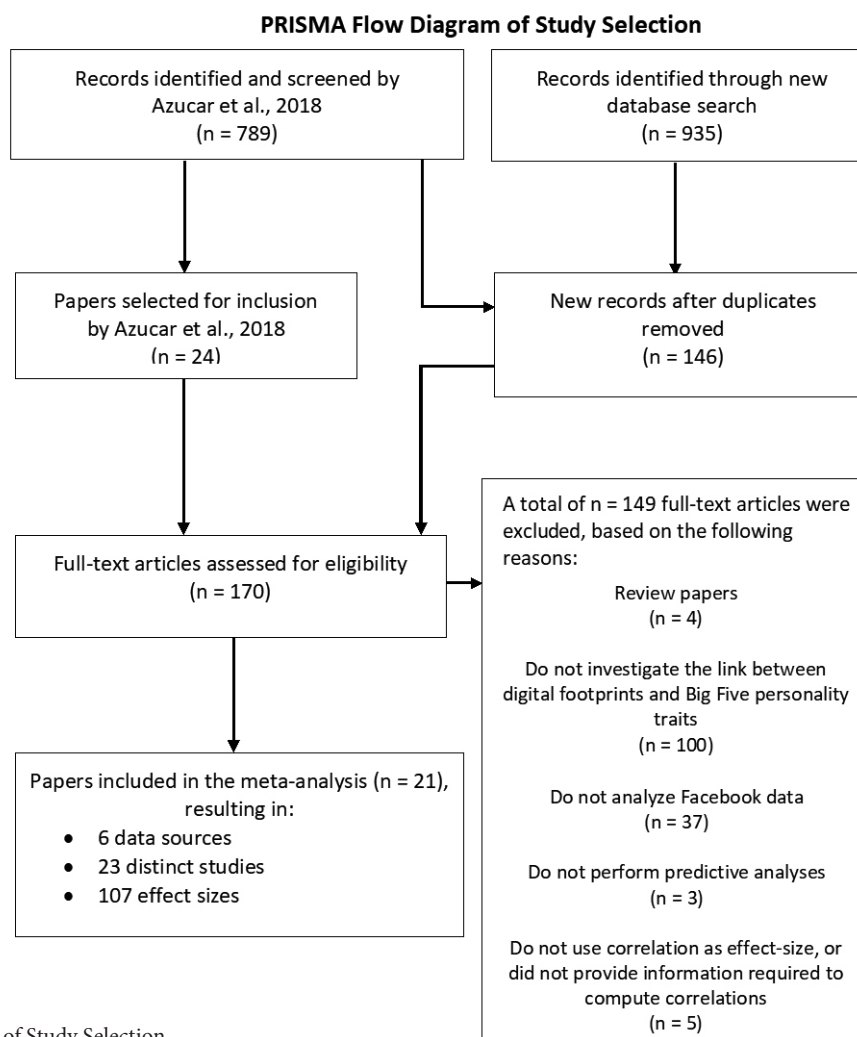 PRISMA Flow Diagram of Study Selection
Records identified and screened by
Azucar et al., 2018
(n = 789)
Records identified through new
database search
(n = 935)
Papers selected for inclusion
by Azucar et al., 2018
(n = 24)
New records after duplicates
removed
(n = 146)
Full-text articles assessed for eligibility
(n = 170)
A total of n = 149 full-text articles were
excluded, based on the following
reasons:
Review papers
(n = 4)
Do not investigate the link between
digital footprints and Big Five personality
traits
(n = 100)
Do not analyze Facebook data
(n = 37)
Do not perform predictive analyses
(n = 3)
Do not use correlation as effect-size, or
did not provide information required to
compute correlations
(n = 5)
Papers included in the meta-analysis (n = 21),
resulting in:
• 6 data sources
• 23 distinct studies
• 107 effect sizes
of Study Selection